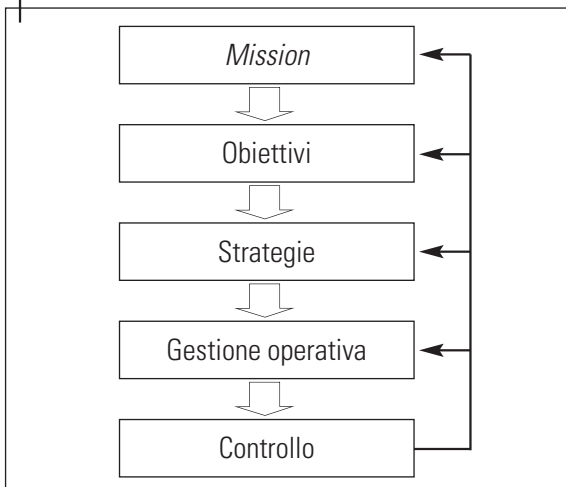 Mission
Obiettivi
Strategie
Gestione operativa
Controllo